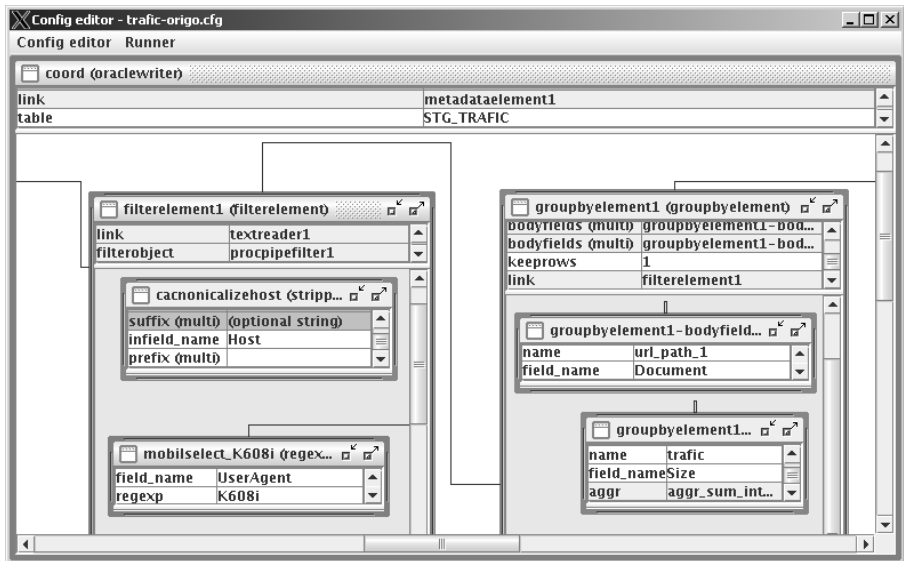 Config editor - trafic-origo.cfg
Config editor Runner
coord (oraclewriter)
link metadataelement1
table STG_TRAFIC
filterelement1 (filterelement)
link textreader1
filterobject procpipefilter1
cacnonicalizehost (stripp...
suffix (multi) (optional string)
infield_name Host
prefix (multi)
mobilselect_K608i (regex...
field_name UserAgent
regexp K608i
groupbyelement1 (groupbyelement)
bodyfields (multi) groupbyelement1-bod...
bodyfields (multi) groupbyelement1-bod...
keeprows 1
link filterelement1
groupbyelement1-bodyfield...
name url_path_1
field_name Document
groupbyelement1...
name trafic
field_name Size
aggr aggr_sum_int...